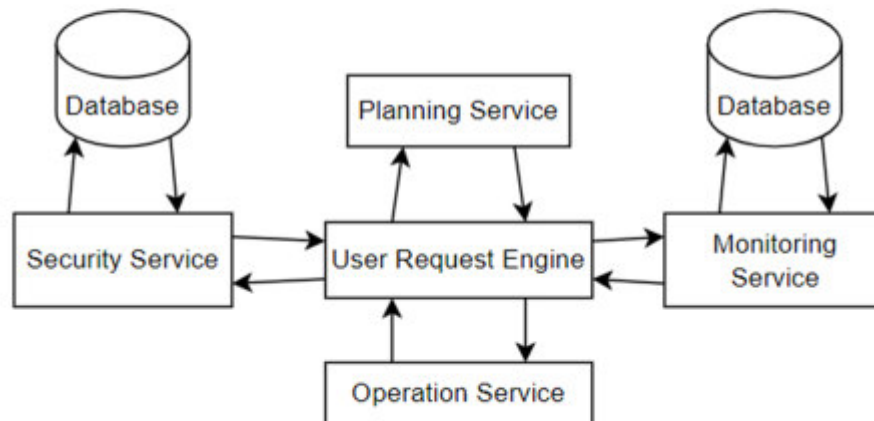 Database
Planning Service
Database
Security Service
User Request Engine
Monitoring
Service
Operation Service